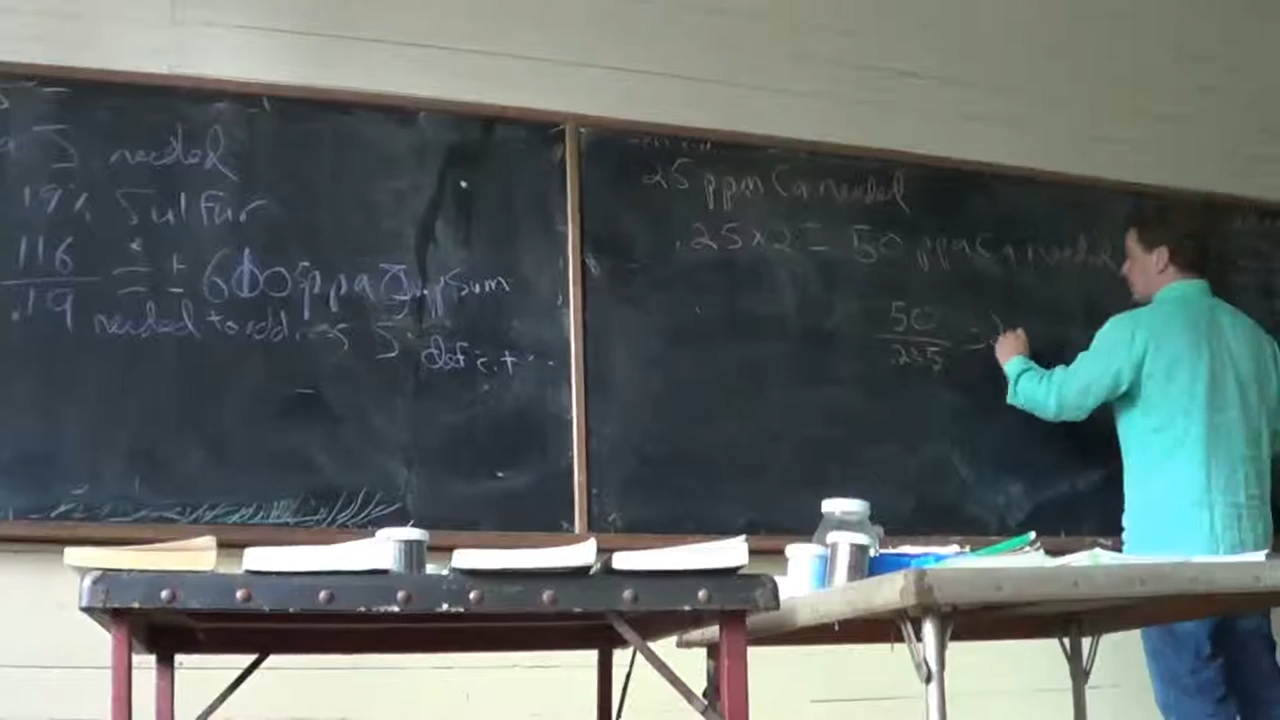 S needed
19% Sulfur
116
.19
= ± 600 ppm Gypsum
needed to address S deficit
25 ppm Ca needed
.25 x 2 = 50 ppm Ca needed
50
.235
=